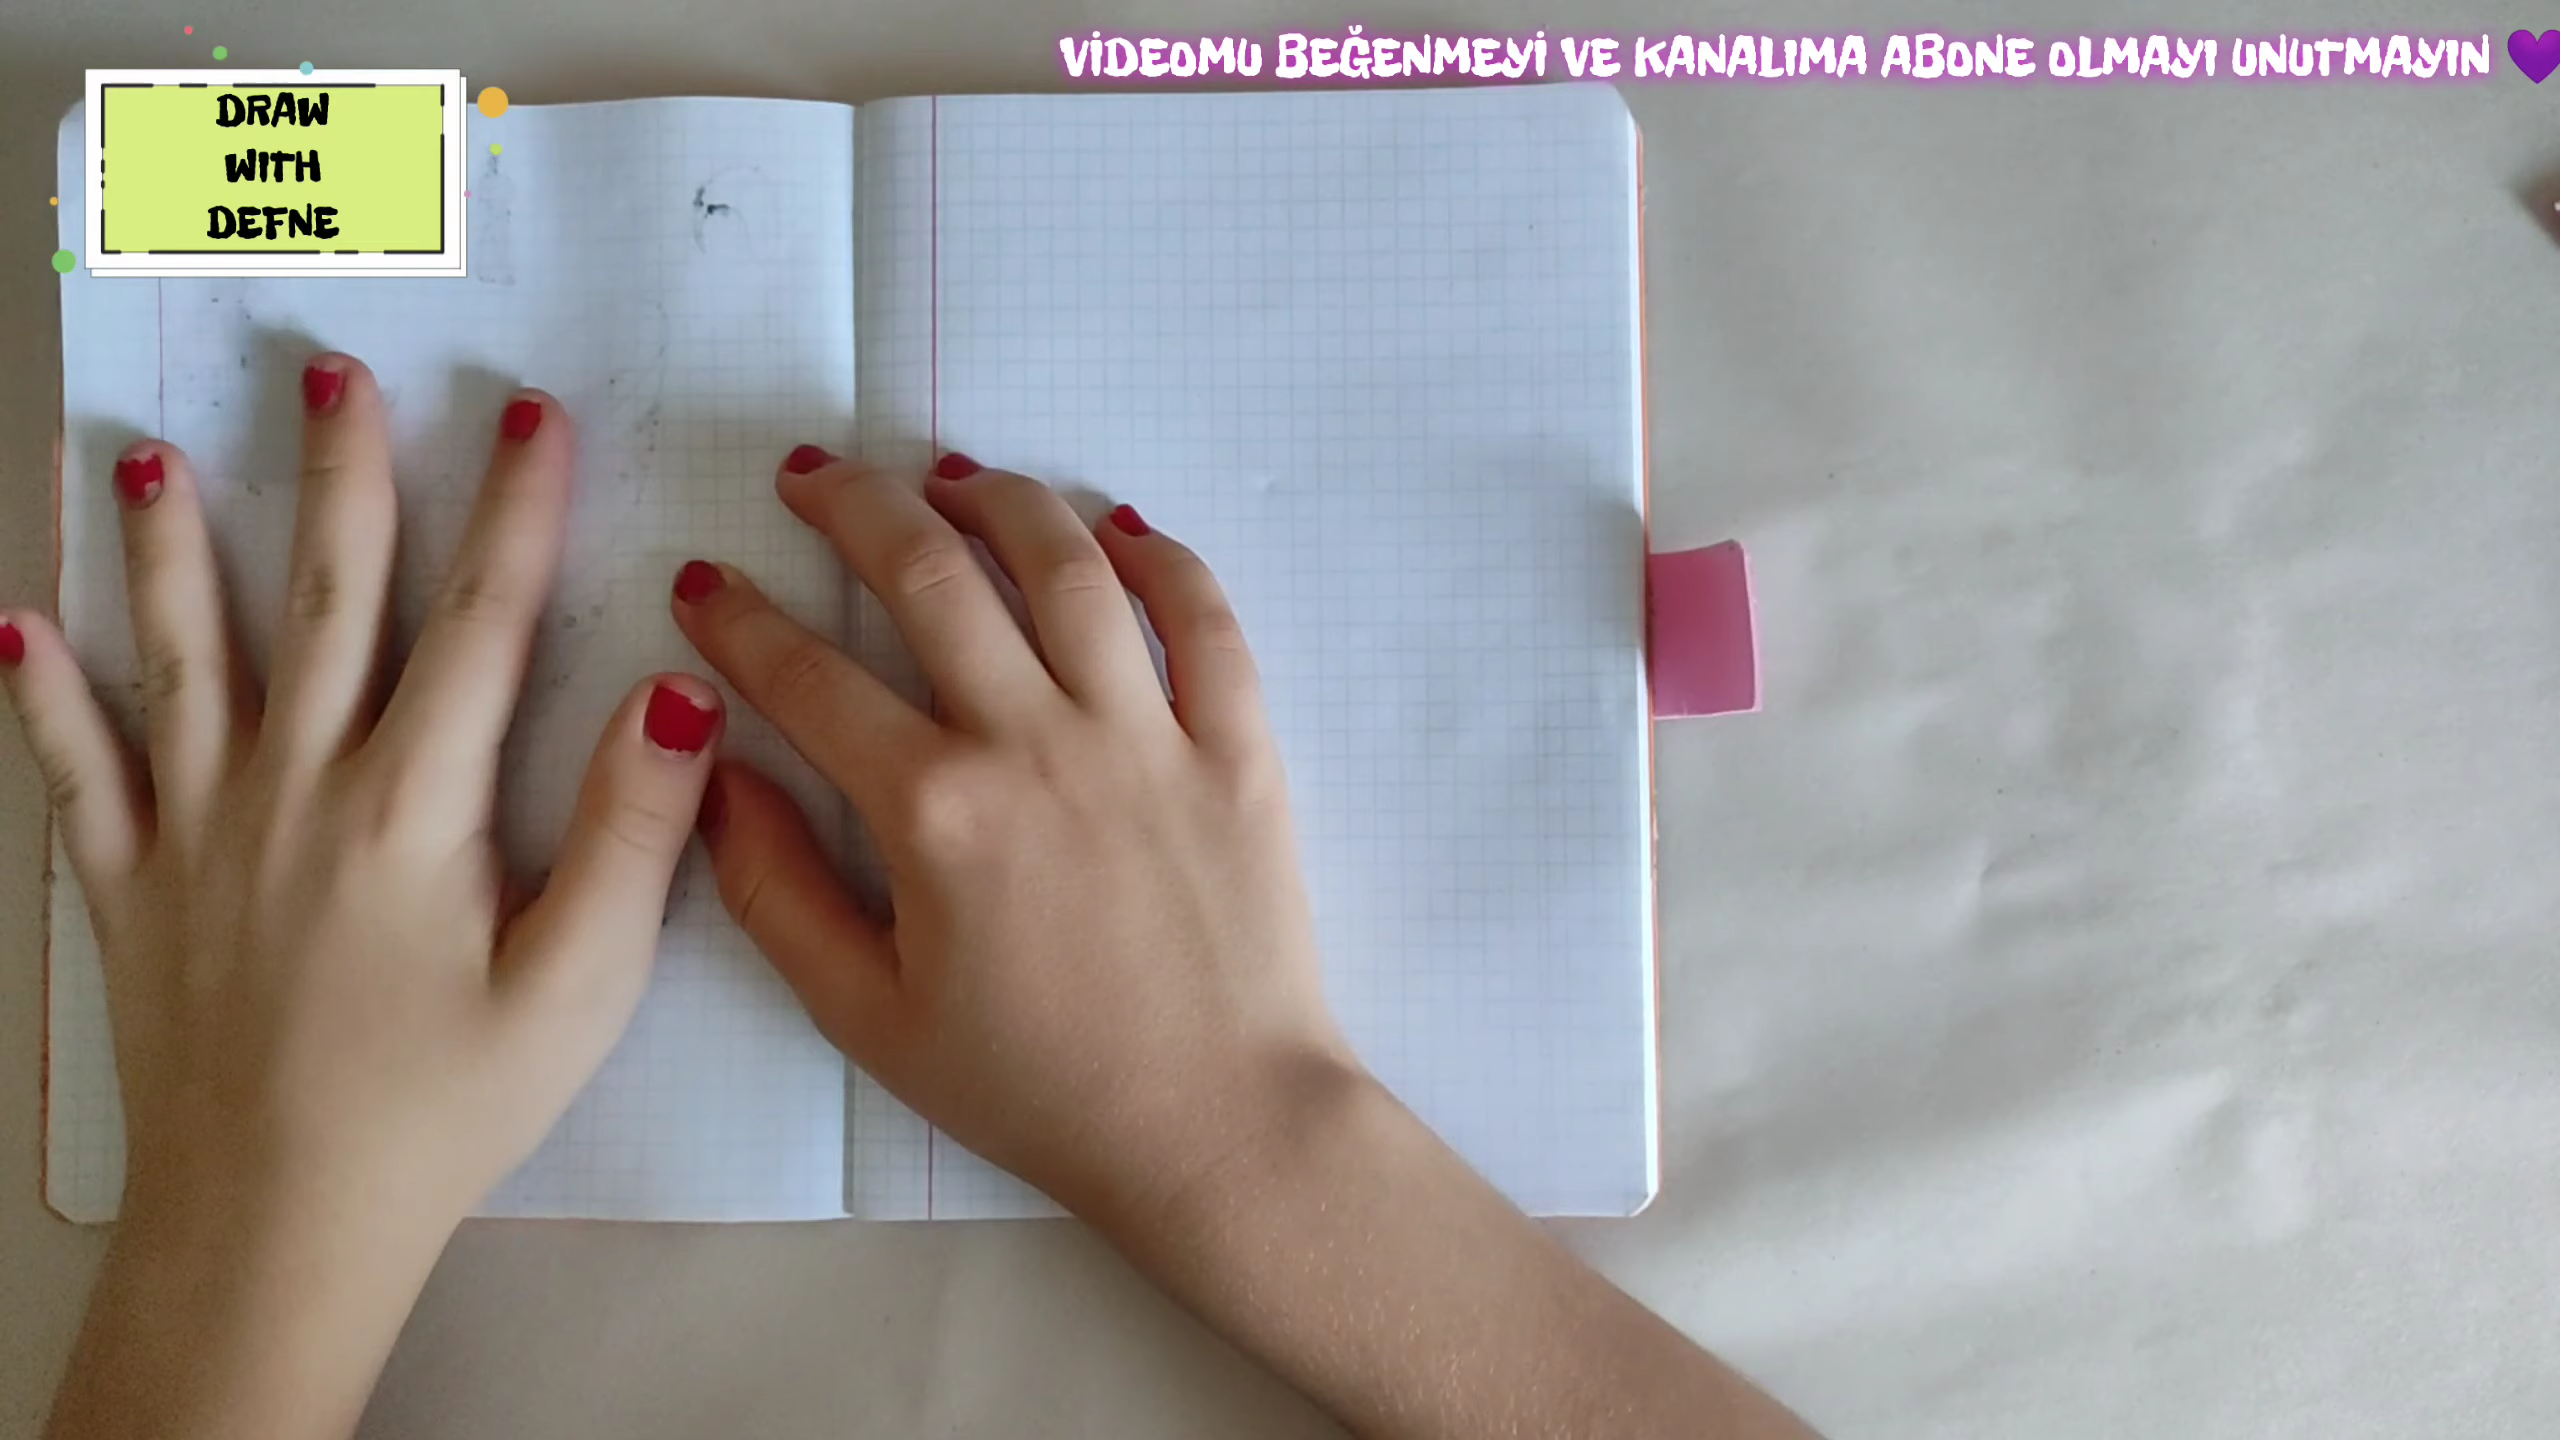 DRAW
WITH
DEFNE
VİDEOMU BEĞENMEYİ VE KANALIMA ABONE OLMAYI UNUTMAYIN 💜